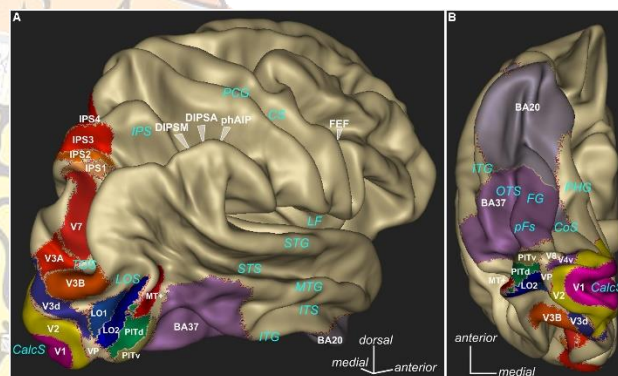 A
IPS4
IPS3
IPS2
IPS1
IPS
DIPSM
DIPSA
phAIP
PCG
CS
FEF
V7
V3A
V3B
LOS
LF
STG
STS
MTG
ITS
ITG
V3d
LO1
LO2
MT+
PITd
PITv
V2
V1
VP
CalcS
BA37
BA20
dorsal
medial
anterior
B
BA20
ITG
OTS
FG
PHG
BA37
pFs
CoS
PITv
V8
V4v
PITd
VP
MT+
LO2
V2
V1
CalcS
V3B
V3d
anterior
medial